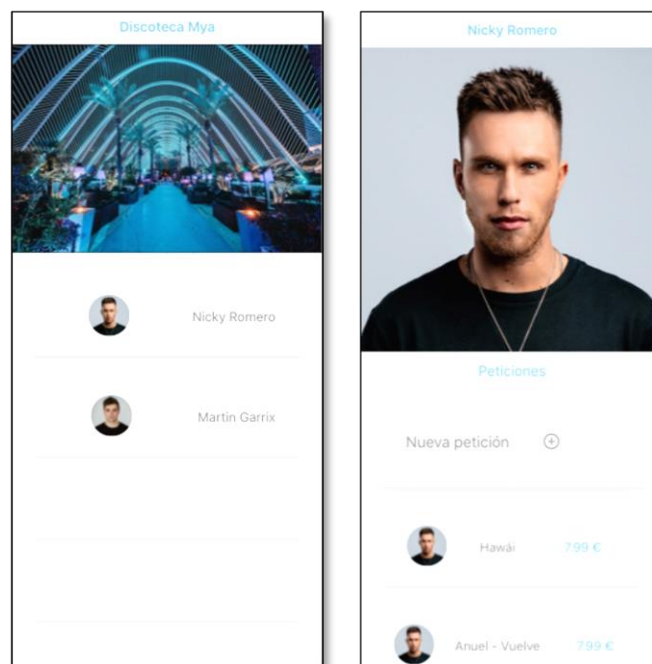 Discoteca Mya
Nicky Romero
Martin Garrix
Nicky Romero
Peticiones
Nueva petición
Hawái 7.99 €
Anuel - Vuelve 7.99 €